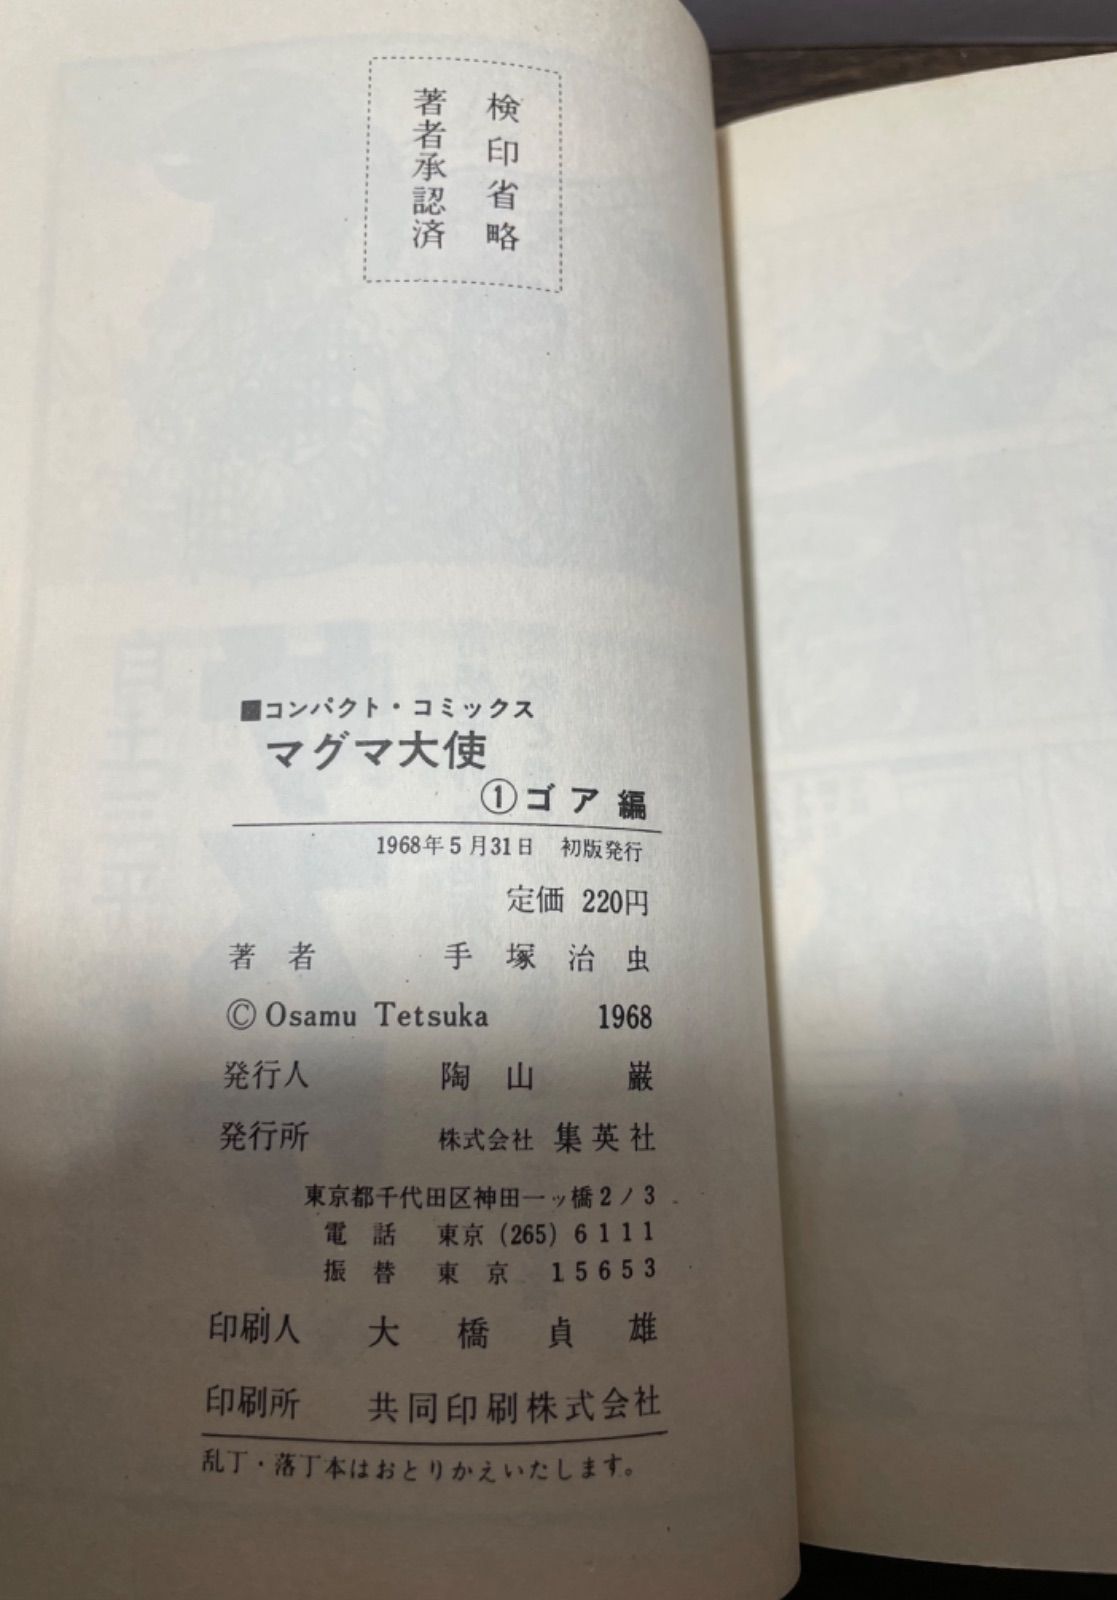 検印省略
著者承認済
■コンパクト・コミックス
マグマ大使
①ゴア編
1968年5月31日 初版発行
定価 220円
著者 手塚治虫
©Osamu Tetsuka 1968
発行人 陶山 巌
発行所 株式会社 集英社
東京都千代田区神田一ッ橋2ノ3
電話 東京(265)6111
振替 東京 15653
印刷人 大橋貞雄
印刷所 共同印刷株式会社
乱丁・落丁本はおとりかえいたします。